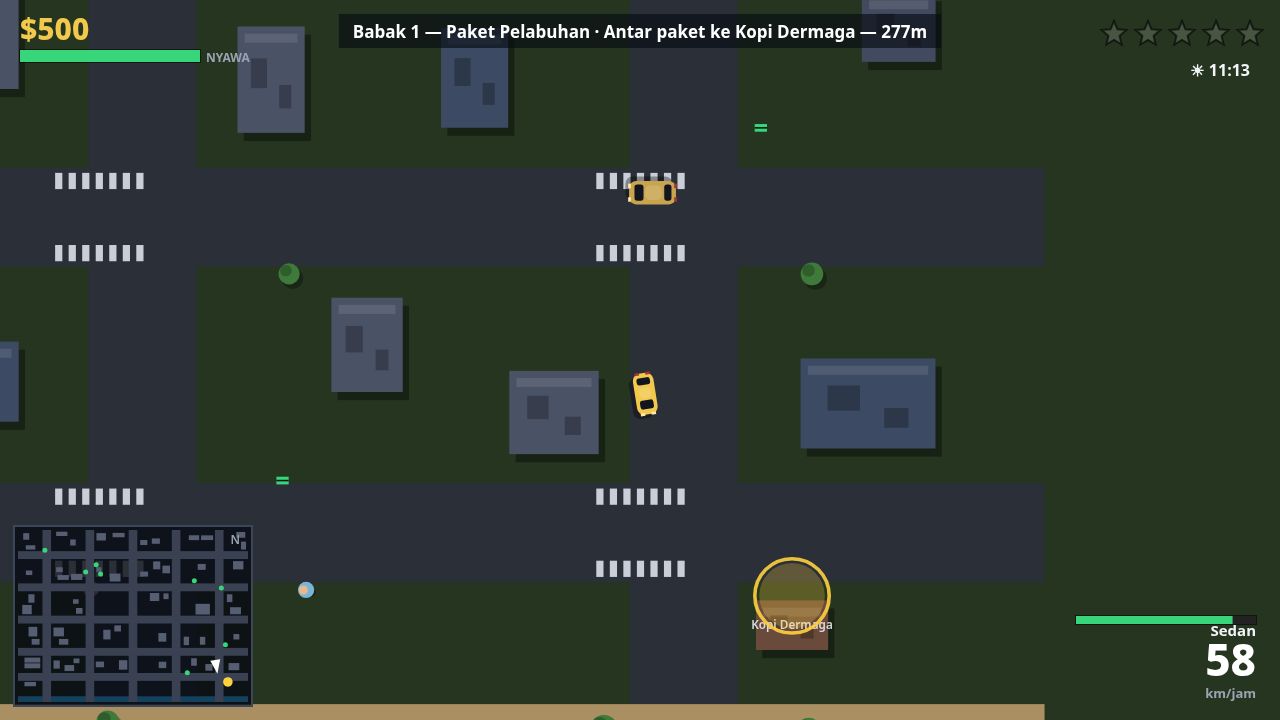 $500
NYAWA
Babak 1 — Paket Pelabuhan · Antar paket ke Kopi Dermaga — 277m
☀ 11:13
N
Kopi Dermaga
Sedan
58
km/jam